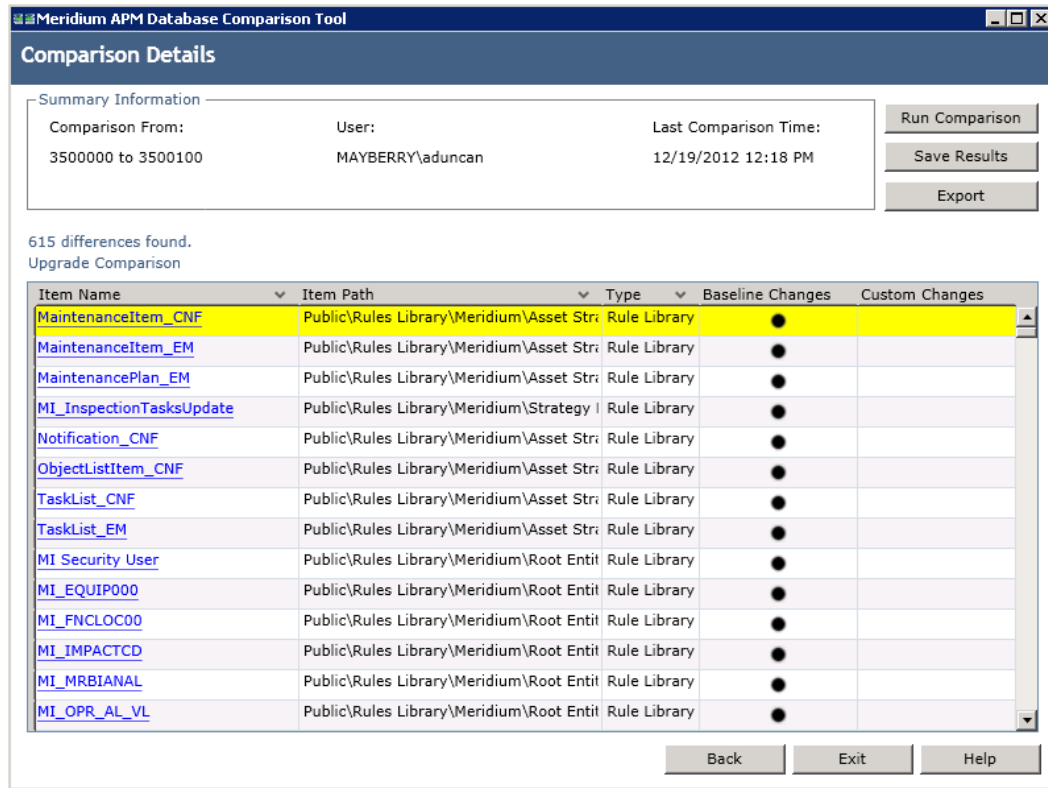 Meridium APM Database Comparison Tool
Comparison Details
Summary Information
Comparison From: User: Last Comparison Time:
3500000 to 3500100 MAYBERRY\aduncan 12/19/2012 12:18 PM
Run Comparison
Save Results
Export
615 differences found.
Upgrade Comparison
Item Name Item Path Type Baseline Changes Custom Changes
MaintenanceItem_CNF Public\Rules Library\Meridium\Asset Stra Rule Library
MaintenanceItem_EM Public\Rules Library\Meridium\Asset Stra Rule Library
MaintenancePlan_EM Public\Rules Library\Meridium\Asset Stra Rule Library
MI_InspectionTasksUpdate Public\Rules Library\Meridium\Strategy Rule Library
Notification_CNF Public\Rules Library\Meridium\Asset Stra Rule Library
ObjectListItem_CNF Public\Rules Library\Meridium\Asset Stra Rule Library
TaskList_CNF Public\Rules Library\Meridium\Asset Stra Rule Library
TaskList_EM Public\Rules Library\Meridium\Asset Stra Rule Library
MI Security User Public\Rules Library\Meridium\Root Entit Rule Library
MI_EQUIP000 Public\Rules Library\Meridium\Root Entit Rule Library
MI_FNCLOC00 Public\Rules Library\Meridium\Root Entit Rule Library
MI_IMPACTCD Public\Rules Library\Meridium\Root Entit Rule Library
MI_MRBIANAL Public\Rules Library\Meridium\Root Entit Rule Library
MI_OPR_AL_VL Public\Rules Library\Meridium\Root Entit Rule Library
Back Exit Help